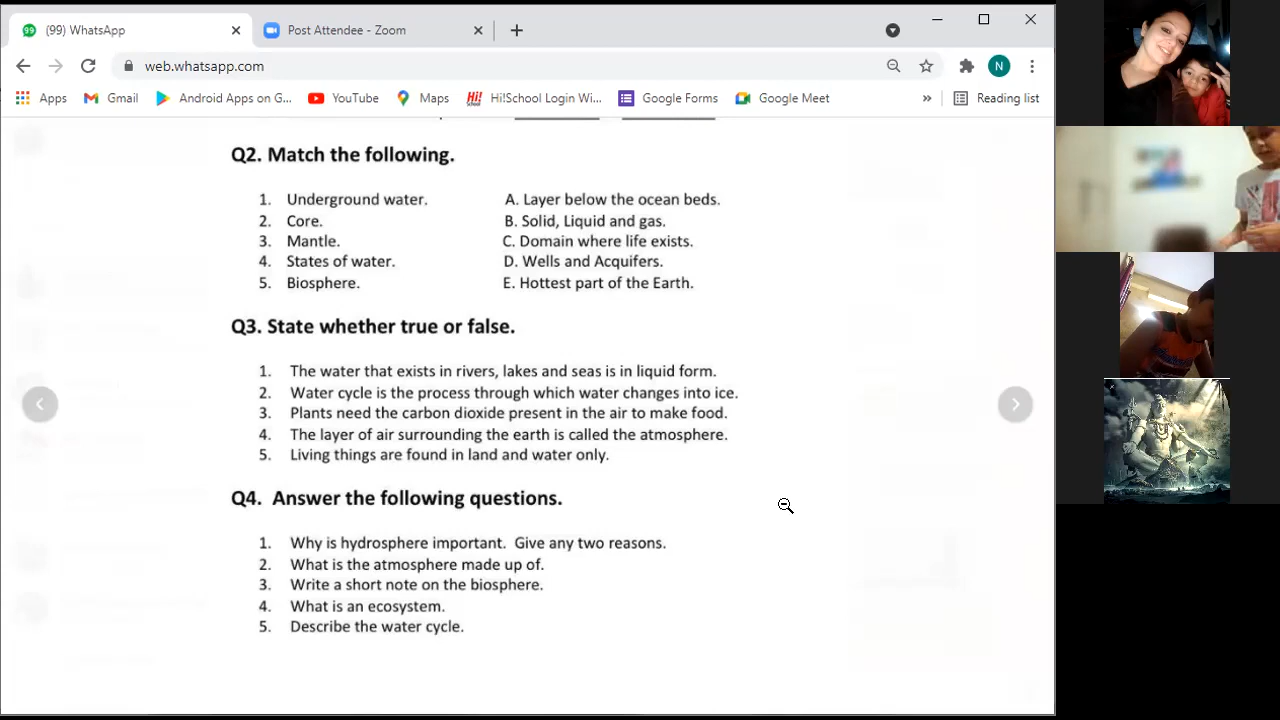 (99) WhatsApp
Post Attendee - Zoom
web.whatsapp.com
N
Apps
Gmail
Android Apps on G...
YouTube
Maps
Hi!School Login Wi...
Google Forms
Google Meet
Reading list
Q2. Match the following.
1. Underground water. A. Layer below the ocean beds.
2. Core. B. Solid, Liquid and gas.
3. Mantle. C. Domain where life exists.
4. States of water. D. Wells and Acquifers.
5. Biosphere. E. Hottest part of the Earth.
Q3. State whether true or false.
1. The water that exists in rivers, lakes and seas is in liquid form.
2. Water cycle is the process through which water changes into ice.
3. Plants need the carbon dioxide present in the air to make food.
4. The layer of air surrounding the earth is called the atmosphere.
5. Living things are found in land and water only.
Q4. Answer the following questions.
1. Why is hydrosphere important. Give any two reasons.
2. What is the atmosphere made up of.
3. Write a short note on the biosphere.
4. What is an ecosystem.
5. Describe the water cycle.